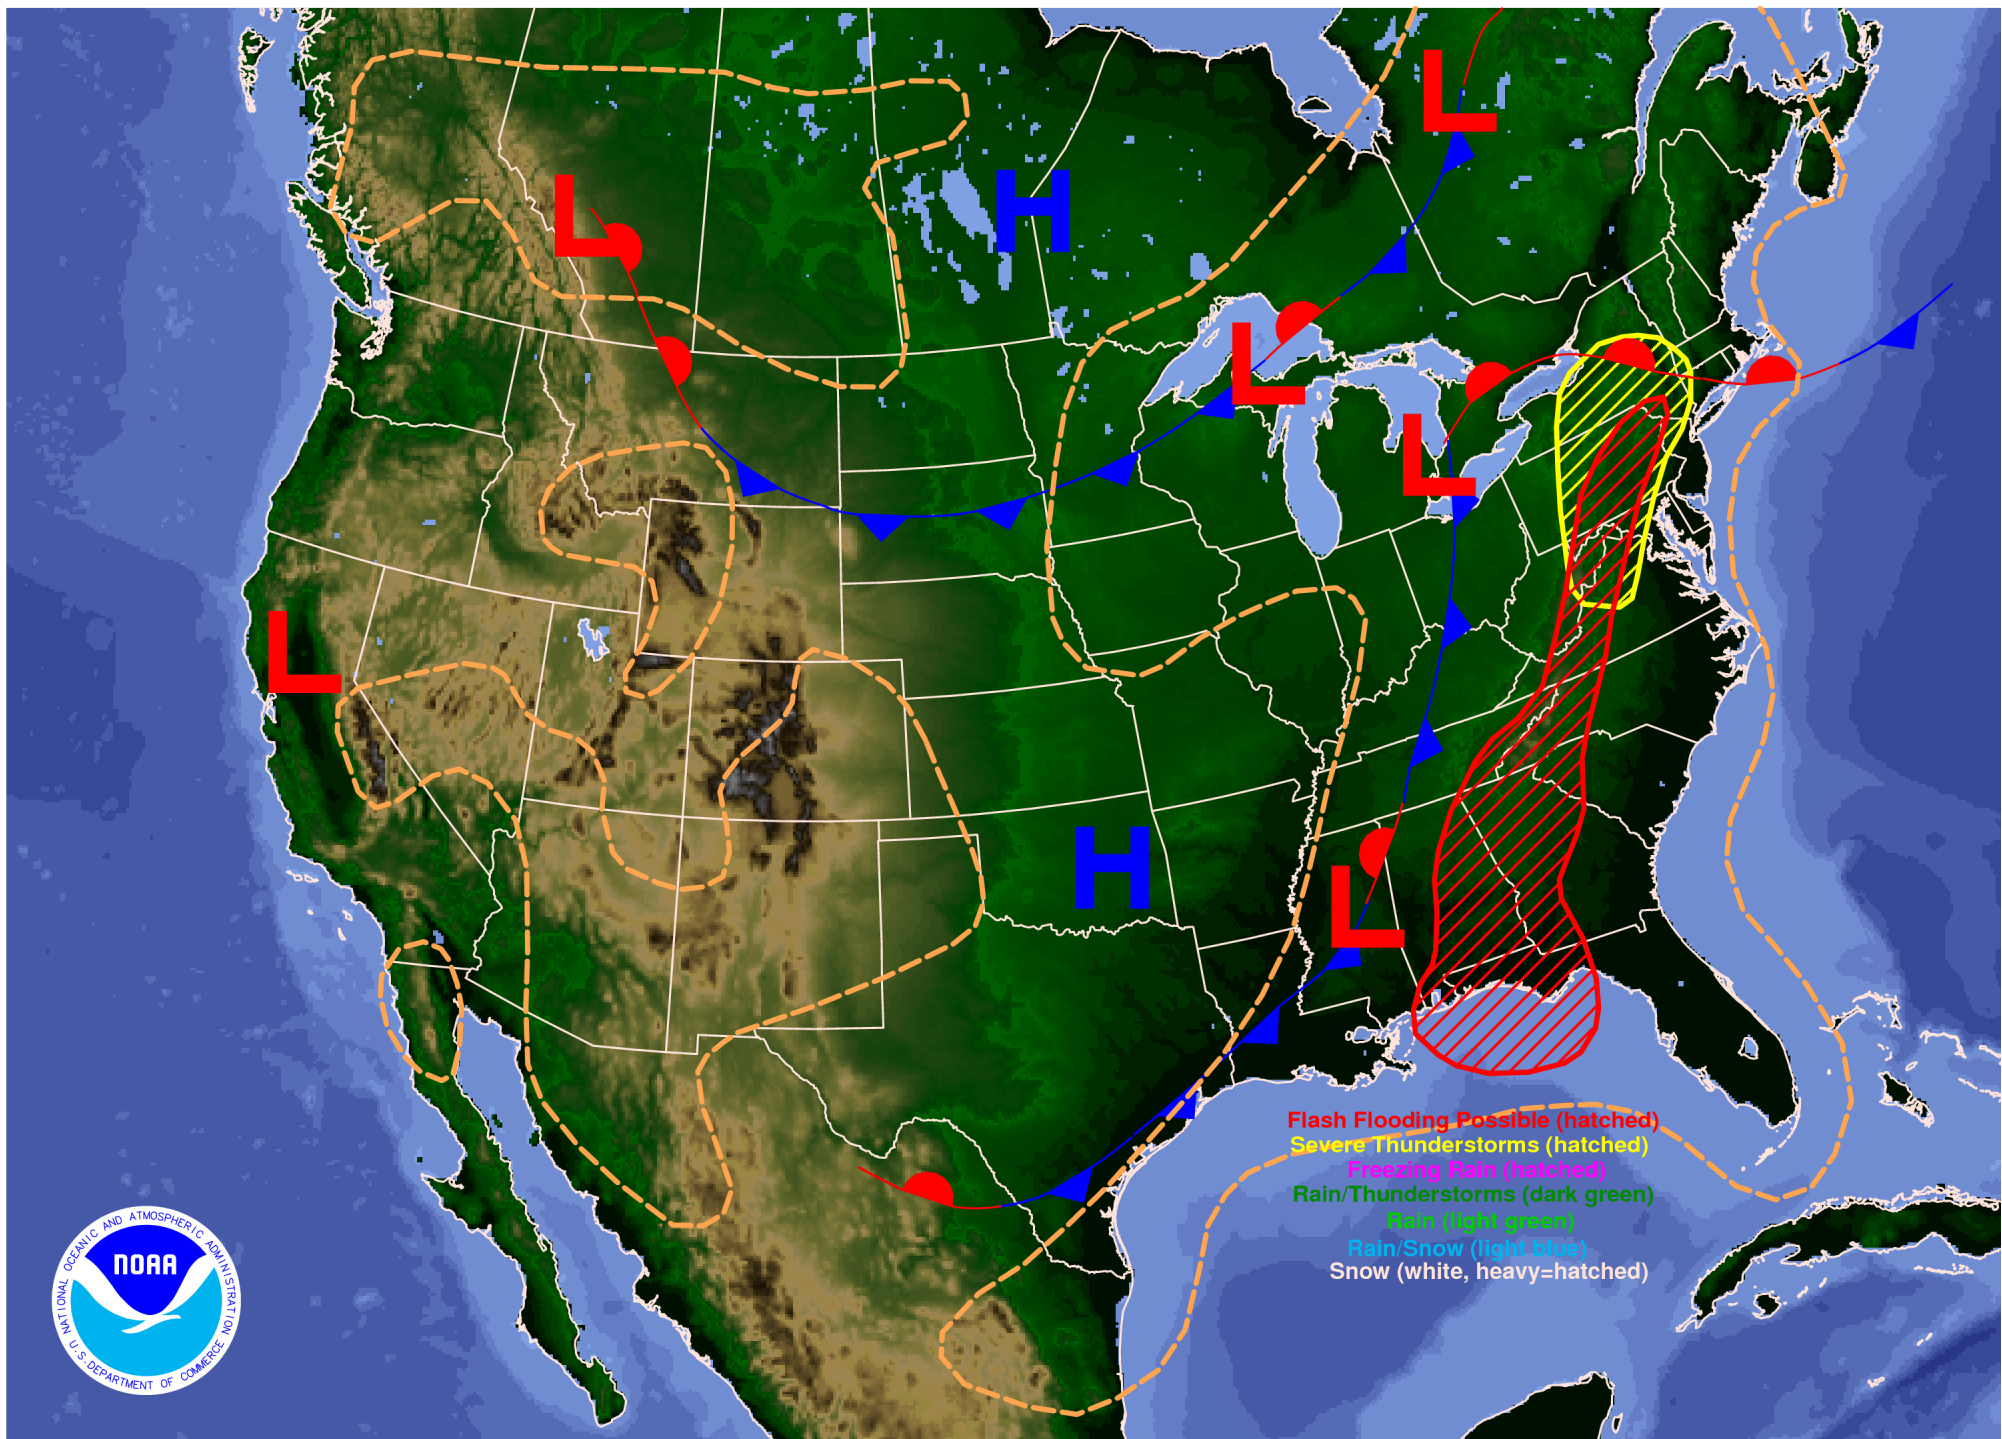 L
L
H
L
L
L
H
L
Flash Flooding Possible (hatched)
Severe Thunderstorms (hatched)
Freezing Rain (hatched)
Rain/Thunderstorms (dark green)
Rain (light green)
Rain/Snow (light blue)
Snow (white, heavy=hatched)
NATIONAL OCEANIC AND ATMOSPHERIC ADMINISTRATION
NOAA
U.S. DEPARTMENT OF COMMERCE